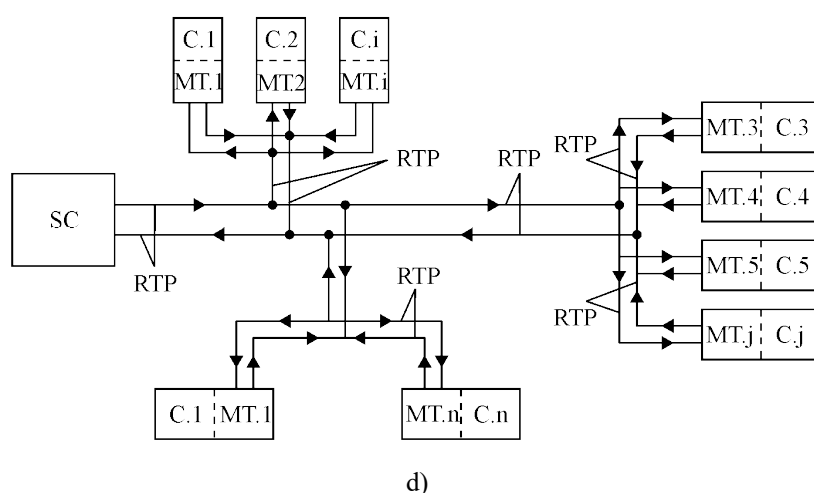 C.1
MT.1
C.2
MT.2
C.i
MT.i
RTP
RTP
RTP
MT.3 C.3
SC
MT.4 C.4
RTP
MT.5 C.5
RTP
RTP
MT.j C.j
C.1 MT.1
MT.n C.n
d)